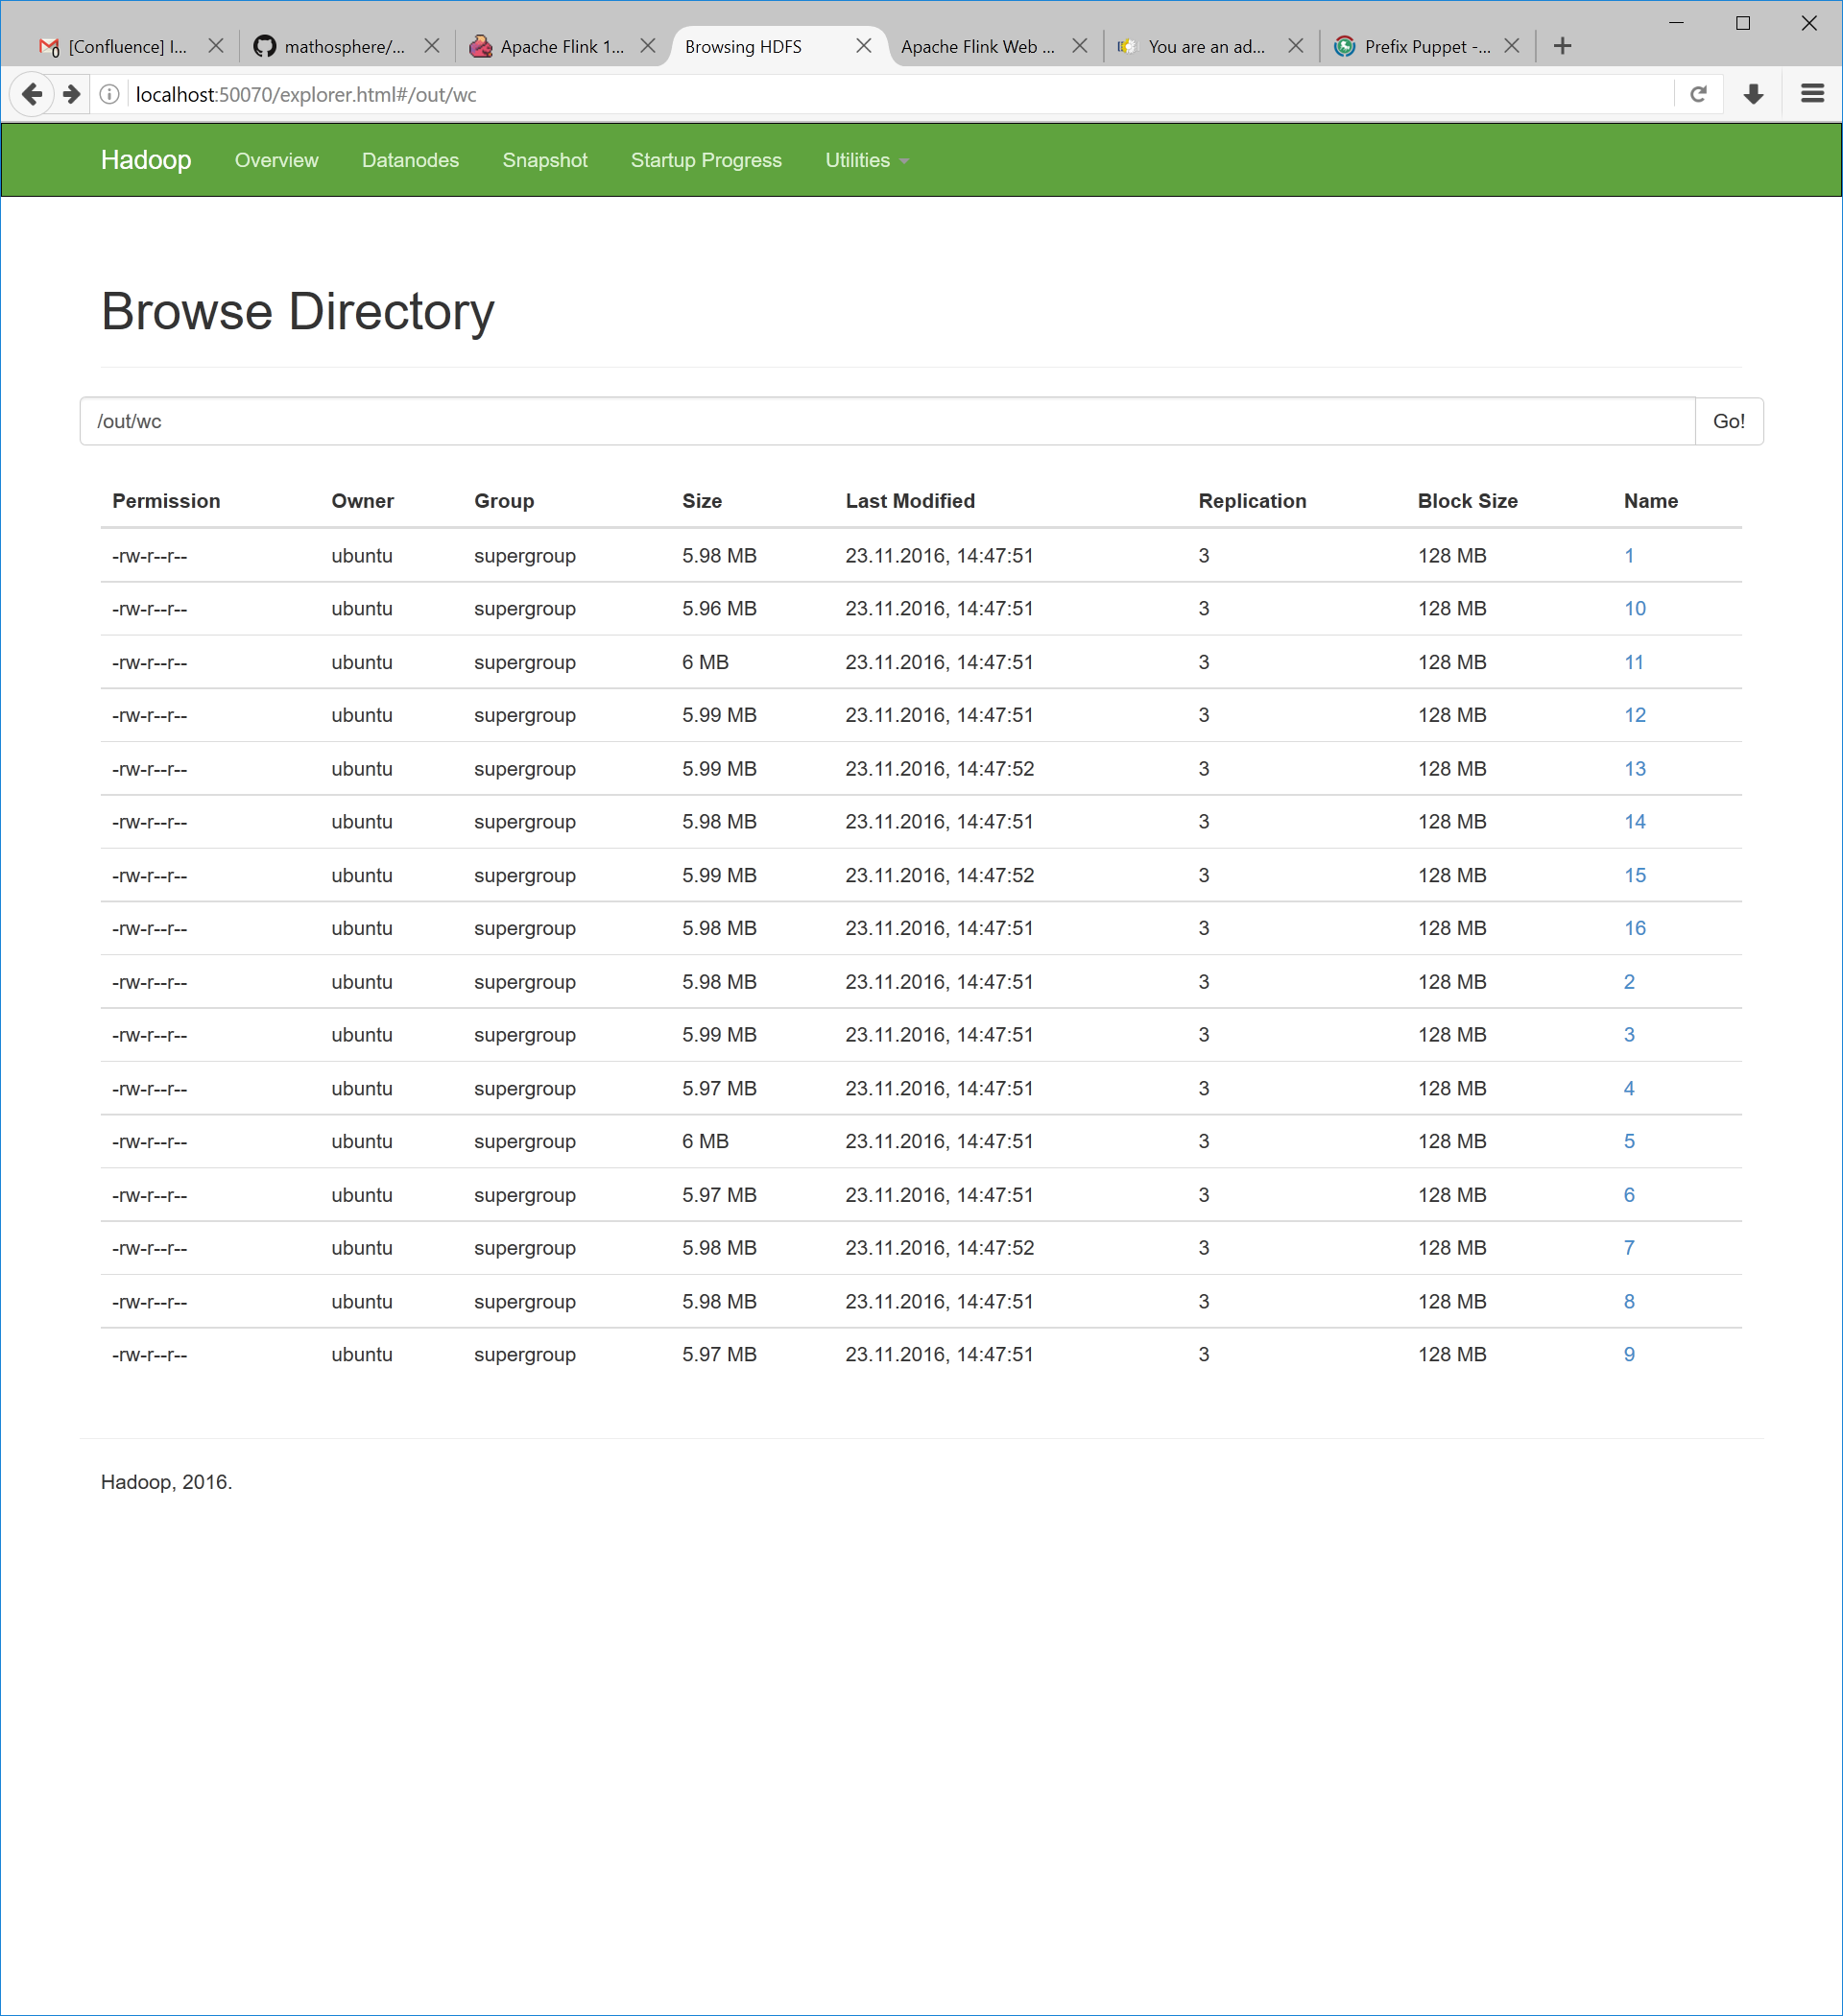 [Confluence] I... mathosphere/... Apache Flink 1... Browsing HDFS Apache Flink Web ... You are an ad... Prefix Puppet -...
localhost:50070/explorer.html#/out/wc
Hadoop Overview Datanodes Snapshot Startup Progress Utilities
Browse Directory
/out/wc Go!
Permission Owner Group Size Last Modified Replication Block Size Name
-rw-r--r-- ubuntu supergroup 5.98 MB 23.11.2016, 14:47:51 3 128 MB 1
-rw-r--r-- ubuntu supergroup 5.96 MB 23.11.2016, 14:47:51 3 128 MB 10
-rw-r--r-- ubuntu supergroup 6 MB 23.11.2016, 14:47:51 3 128 MB 11
-rw-r--r-- ubuntu supergroup 5.99 MB 23.11.2016, 14:47:51 3 128 MB 12
-rw-r--r-- ubuntu supergroup 5.99 MB 23.11.2016, 14:47:52 3 128 MB 13
-rw-r--r-- ubuntu supergroup 5.98 MB 23.11.2016, 14:47:51 3 128 MB 14
-rw-r--r-- ubuntu supergroup 5.99 MB 23.11.2016, 14:47:52 3 128 MB 15
-rw-r--r-- ubuntu supergroup 5.98 MB 23.11.2016, 14:47:51 3 128 MB 16
-rw-r--r-- ubuntu supergroup 5.98 MB 23.11.2016, 14:47:51 3 128 MB 2
-rw-r--r-- ubuntu supergroup 5.99 MB 23.11.2016, 14:47:51 3 128 MB 3
-rw-r--r-- ubuntu supergroup 5.97 MB 23.11.2016, 14:47:51 3 128 MB 4
-rw-r--r-- ubuntu supergroup 6 MB 23.11.2016, 14:47:51 3 128 MB 5
-rw-r--r-- ubuntu supergroup 5.97 MB 23.11.2016, 14:47:51 3 128 MB 6
-rw-r--r-- ubuntu supergroup 5.98 MB 23.11.2016, 14:47:52 3 128 MB 7
-rw-r--r-- ubuntu supergroup 5.98 MB 23.11.2016, 14:47:51 3 128 MB 8
-rw-r--r-- ubuntu supergroup 5.97 MB 23.11.2016, 14:47:51 3 128 MB 9
Hadoop, 2016.